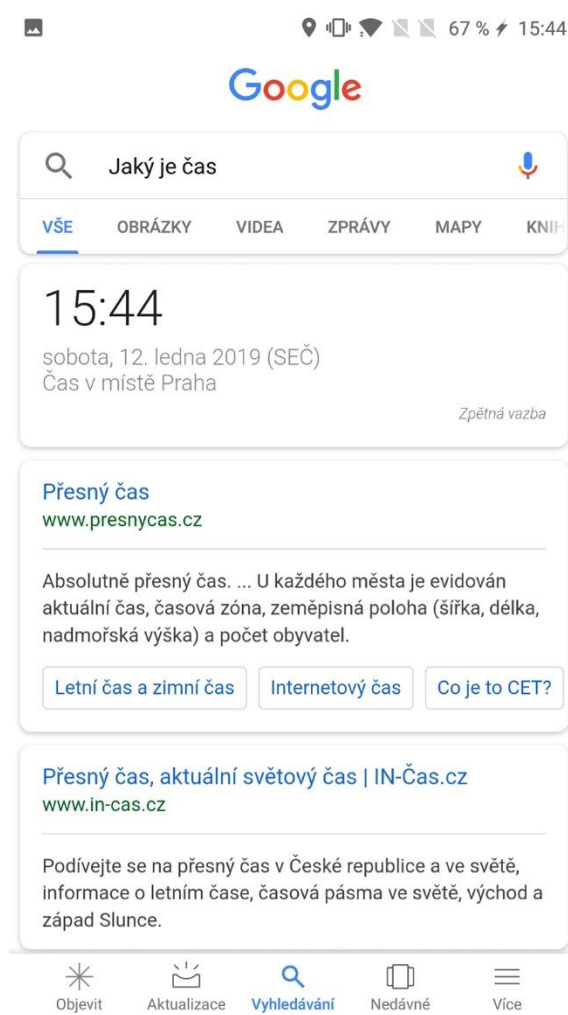 67 % 15:44
Google
Jaký je čas
VŠE OBRÁZKY VIDEA ZPRÁVY MAPY KNIH
15:44
sobota, 12. ledna 2019 (SEČ)
Čas v místě Praha
Zpětná vazba
Přesný čas
www.presnycas.cz
Absolutně přesný čas. ... U každého města je evidován
aktuální čas, časová zóna, zeměpisná poloha (šířka, délka,
nadmořská výška) a počet obyvatel.
Letní čas a zimní čas Internetový čas Co je to CET?
Přesný čas, aktuální světový čas | IN-Čas.cz
www.in-cas.cz
Podívejte se na přesný čas v České republice a ve světě,
informace o letním čase, časová pásma ve světě, východ a
západ Slunce.
Objevit Aktualizace Vyhledávání Nedávné Více